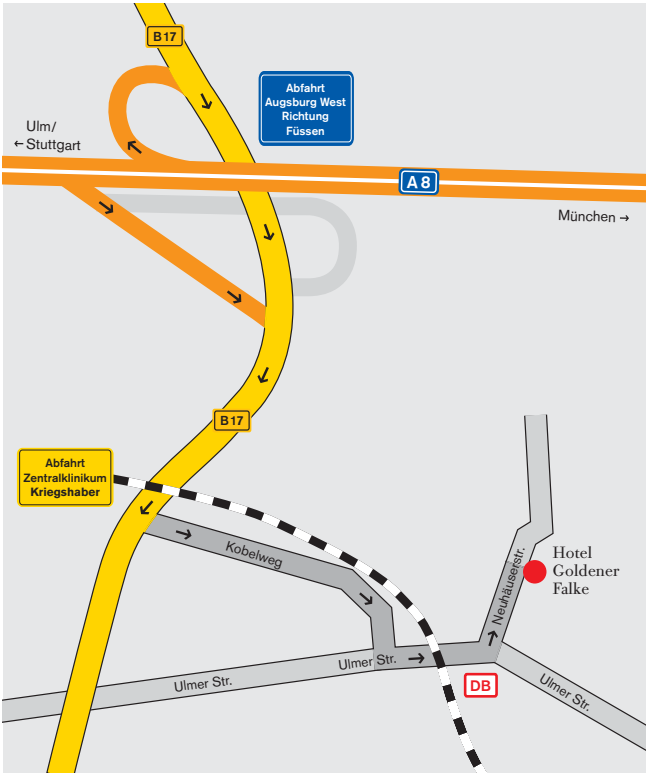 B17
Abfahrt
Augsburg West
Richtung
Füssen
Ulm/
← Stuttgart
A 8
München →
B17
Abfahrt
Zentralklinikum
Kriegshaber
Kobelweg
Neuhäuserstr.
Hotel
Goldener
Falke
Ulmer Str.
Ulmer Str.
DB
Ulmer Str.